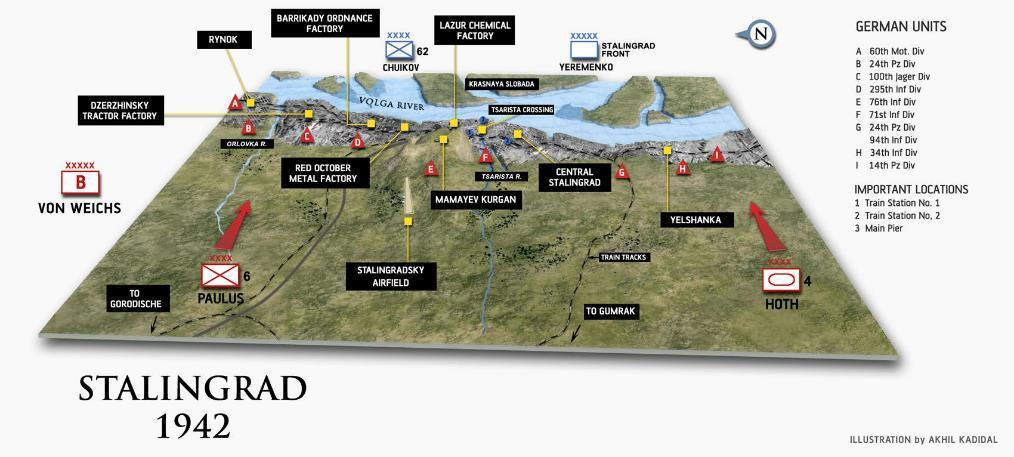 BARRIKADY ORDNANCE
FACTORY
LAZUR CHEMICAL
FACTORY
RYNOK
XXXX
62
CHUIKOV
XXXXX
STALINGRAD
FRONT
YEREMENKO
N
KRASNAYA SLOBADA
DZERZHINSKY
TRACTOR FACTORY
VOLGA RIVER
TSARISTA CROSSING
A
B
C
D
E
F
G
H
I
ORLOVKA R.
RED OCTOBER
METAL FACTORY
TSARISTA R.
CENTRAL
STALINGRAD
MAMAYEV KURGAN
YELSHANKA
XXXXX
B
VON WEICHS
XXXX
6
PAULUS
STALINGRADSKY
AIRFIELD
TRAIN TRACKS
XXXX
4
HOTH
TO
GORODISCHE
TO GUMRAK
GERMAN UNITS
A 60th Mot. Div
B 24th Pz Div
C 100th Jager Div
D 295th Inf Div
E 76th Inf Div
F 71st Inf Div
G 24th Pz Div
94th Inf Div
H 34th Inf Div
I 14th Pz Div
IMPORTANT LOCATIONS
1 Train Station No. 1
2 Train Station No, 2
3 Main Pier
STALINGRAD
1942
ILLUSTRATION by AKHIL KADIDAL